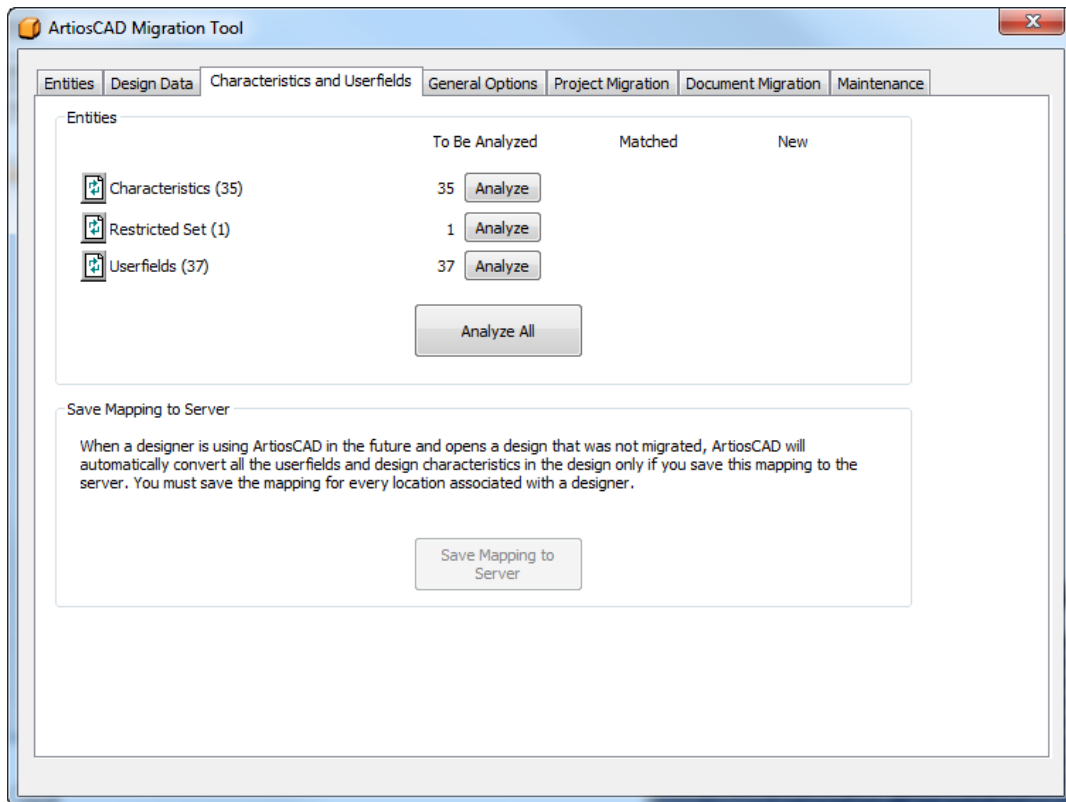 ArtiosCAD Migration Tool
Entities Design Data Characteristics and Userfields General Options Project Migration Document Migration Maintenance
Entities
To Be Analyzed Matched New
Characteristics (35) 35 Analyze
Restricted Set (1) 1 Analyze
Userfields (37) 37 Analyze
Analyze All
Save Mapping to Server
When a designer is using ArtiosCAD in the future and opens a design that was not migrated, ArtiosCAD will
automatically convert all the userfields and design characteristics in the design only if you save this mapping to the
server. You must save the mapping for every location associated with a designer.
Save Mapping to
Server